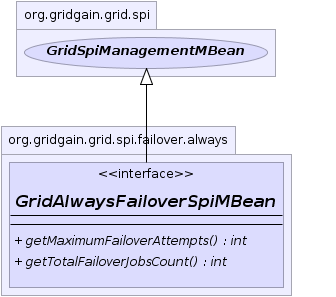 org.gridgain.grid.spi
GridSpiManagementMBean
org.gridgain.grid.spi.failover.always
<<interface>>
GridAlwaysFailoverSpiMBean
+ getMaximumFailoverAttempts() : int
+ getTotalFailoverJobsCount() : int